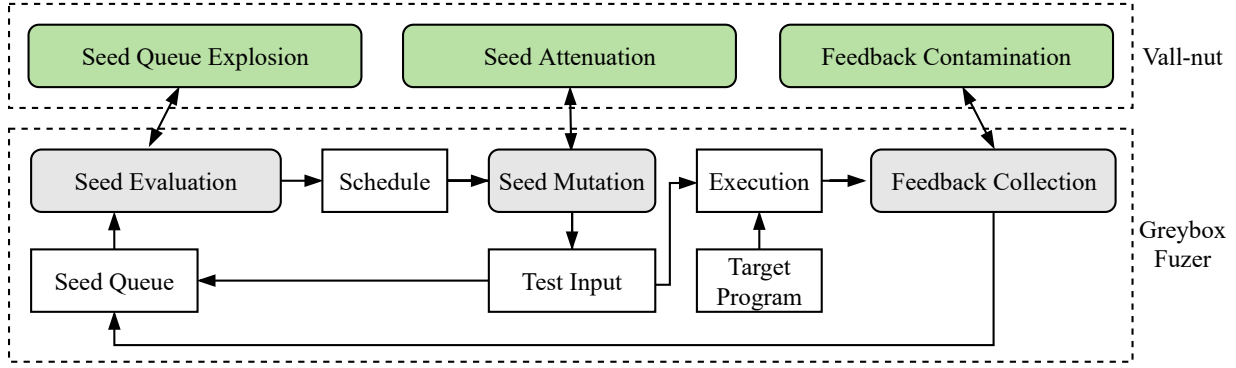 Seed Queue Explosion
Seed Attenuation
Feedback Contamination
Vall-nut
Seed Evaluation
Schedule
Seed Mutation
Execution
Feedback Collection
Greybox
Fuzer
Seed Queue
Test Input
Target
Program